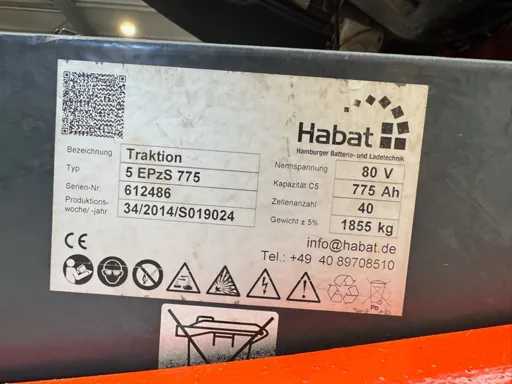 Habat
Hamburger Batterie- und Ladetechnik
Bezeichnung Traktion
Typ 5 EPzS 775
Serien-Nr. 612486
Produktions-
woche/ -jahr 34/2014/S019024
Nennspannung 80 V
Kapazität C5 775 Ah
Zellenanzahl 40
Gewicht ± 5% 1855 kg
CE
info@habat.de
Tel.: +49 40 89708510
Pb